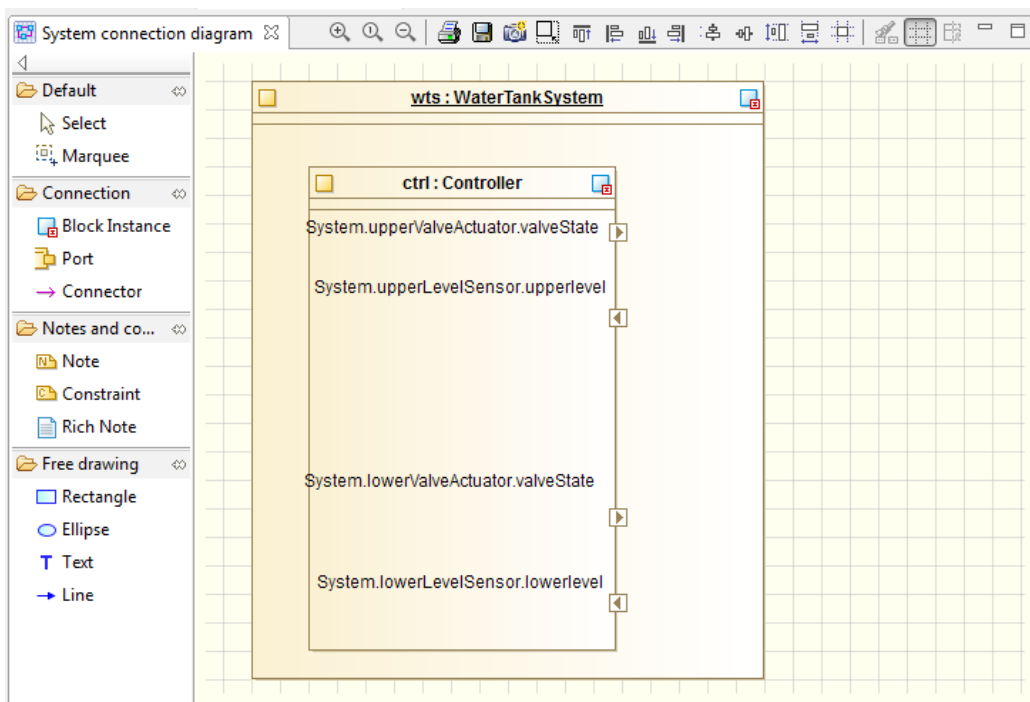 System connection diagram
Default
Select
Marquee
Connection
Block Instance
Port
Connector
Notes and co...
Note
Constraint
Rich Note
Free drawing
Rectangle
Ellipse
T Text
Line
wts : WaterTankSystem
ctrl : Controller
System.upperValveActuator.valveState
System.upperLevelSensor.upperlevel
System.lowerValveActuator.valveState
System.lowerLevelSensor.lowerlevel